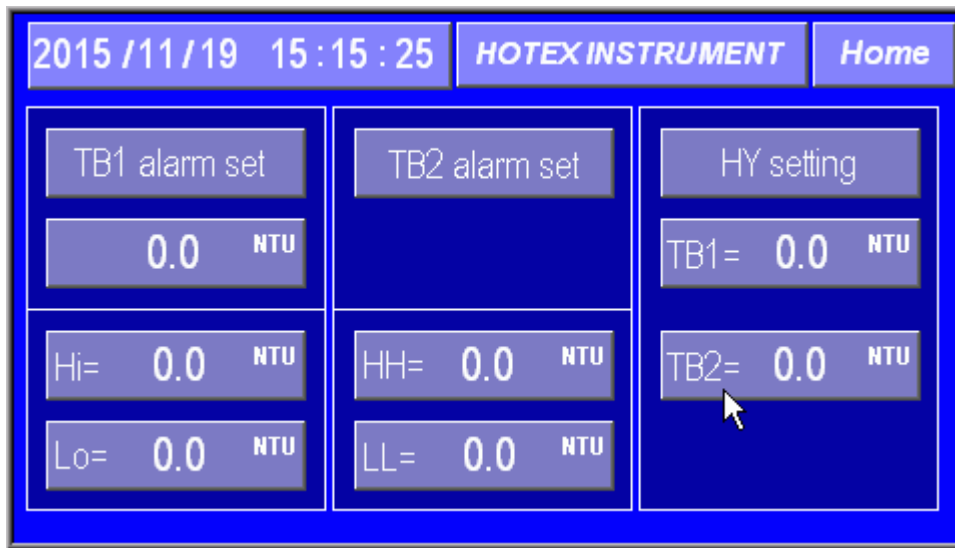 2015 /11/19 15:15:25 HOTEX INSTRUMENT Home
TB1 alarm set
0.0 NTU
Hi= 0.0 NTU
Lo= 0.0 NTU
TB2 alarm set
HH= 0.0 NTU
LL= 0.0 NTU
HY setting
TB1= 0.0 NTU
TB2= 0.0 NTU